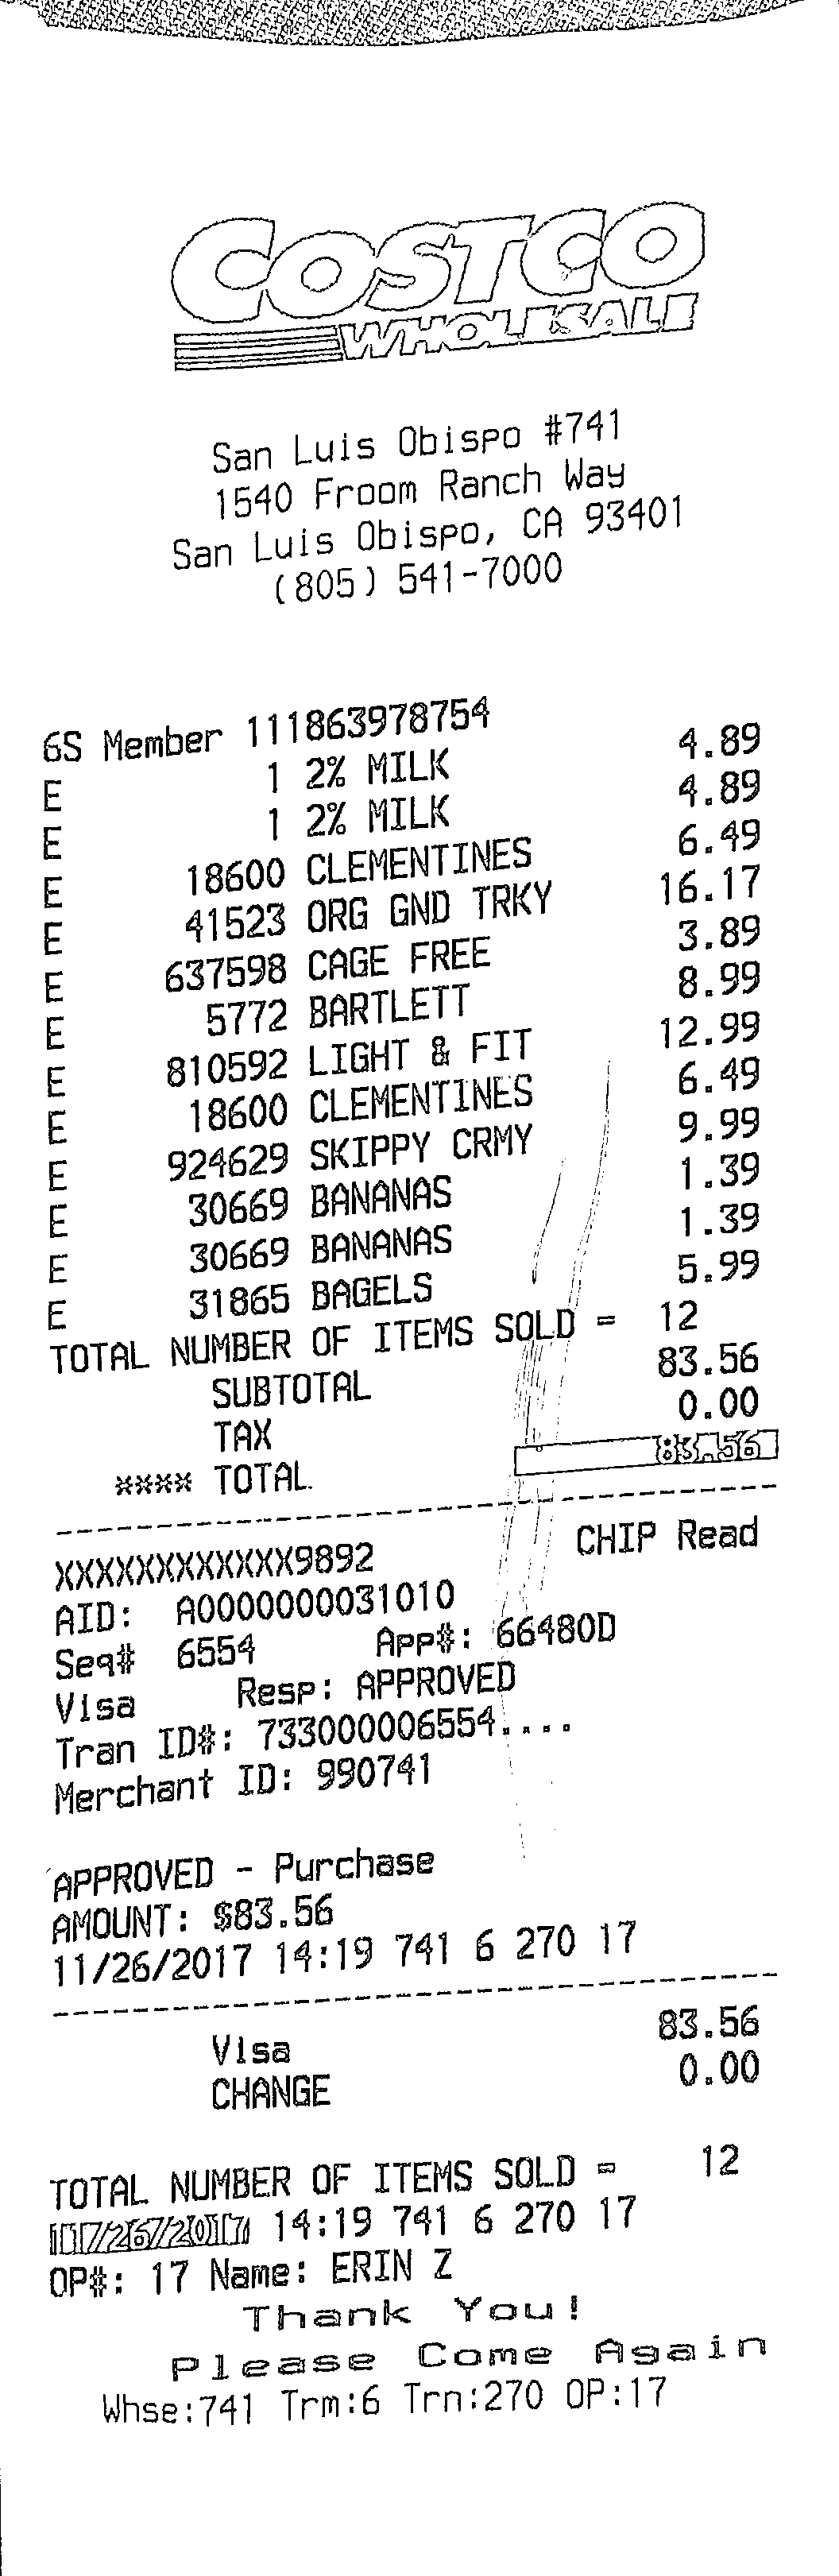 COSTCO
WHOLESALE
San Luis Obispo #741
1540 Froom Ranch Way
San Luis Obispo, CA 93401
(805) 541-7000
6S Member 111863978754
E 1 2% MILK 4.89
E 1 2% MILK 4.89
E 18600 CLEMENTINES 6.49
E 41523 ORG GND TRKY 16.17
E 637598 CAGE FREE 3.89
E 5772 BARTLETT 8.99
E 810592 LIGHT & FIT 12.99
E 18600 CLEMENTINES 6.49
E 924629 SKIPPY CRMY 9.99
E 30669 BANANAS 1.39
E 30669 BANANAS 1.39
E 31865 BAGELS 5.99
TOTAL NUMBER OF ITEMS SOLD = 12
SUBTOTAL 83.56
TAX 0.00
**** TOTAL 83.56
XXXXXXXXXXXX9892 CHIP Read
AID: A0000000031010
Seq# 6554 App#: 66480D
Visa Resp: APPROVED
Tran ID#: 733000006554....
Merchant ID: 990741
APPROVED - Purchase
AMOUNT: $83.56
11/26/2017 14:19 741 6 270 17
Visa 83.56
CHANGE 0.00
TOTAL NUMBER OF ITEMS SOLD = 12
11/26/2017 14:19 741 6 270 17
OP#: 17 Name: ERIN Z
Thank You!
Please Come Again
Whse:741 Trm:6 Trn:270 OP:17